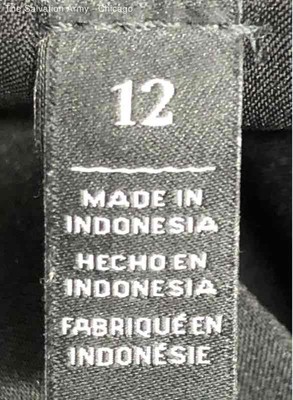 The Salvation Army - Chicago
12
MADE IN
INDONESIA
HECHO EN
INDONESIA
FABRIQUÉ EN
INDONÉSIE